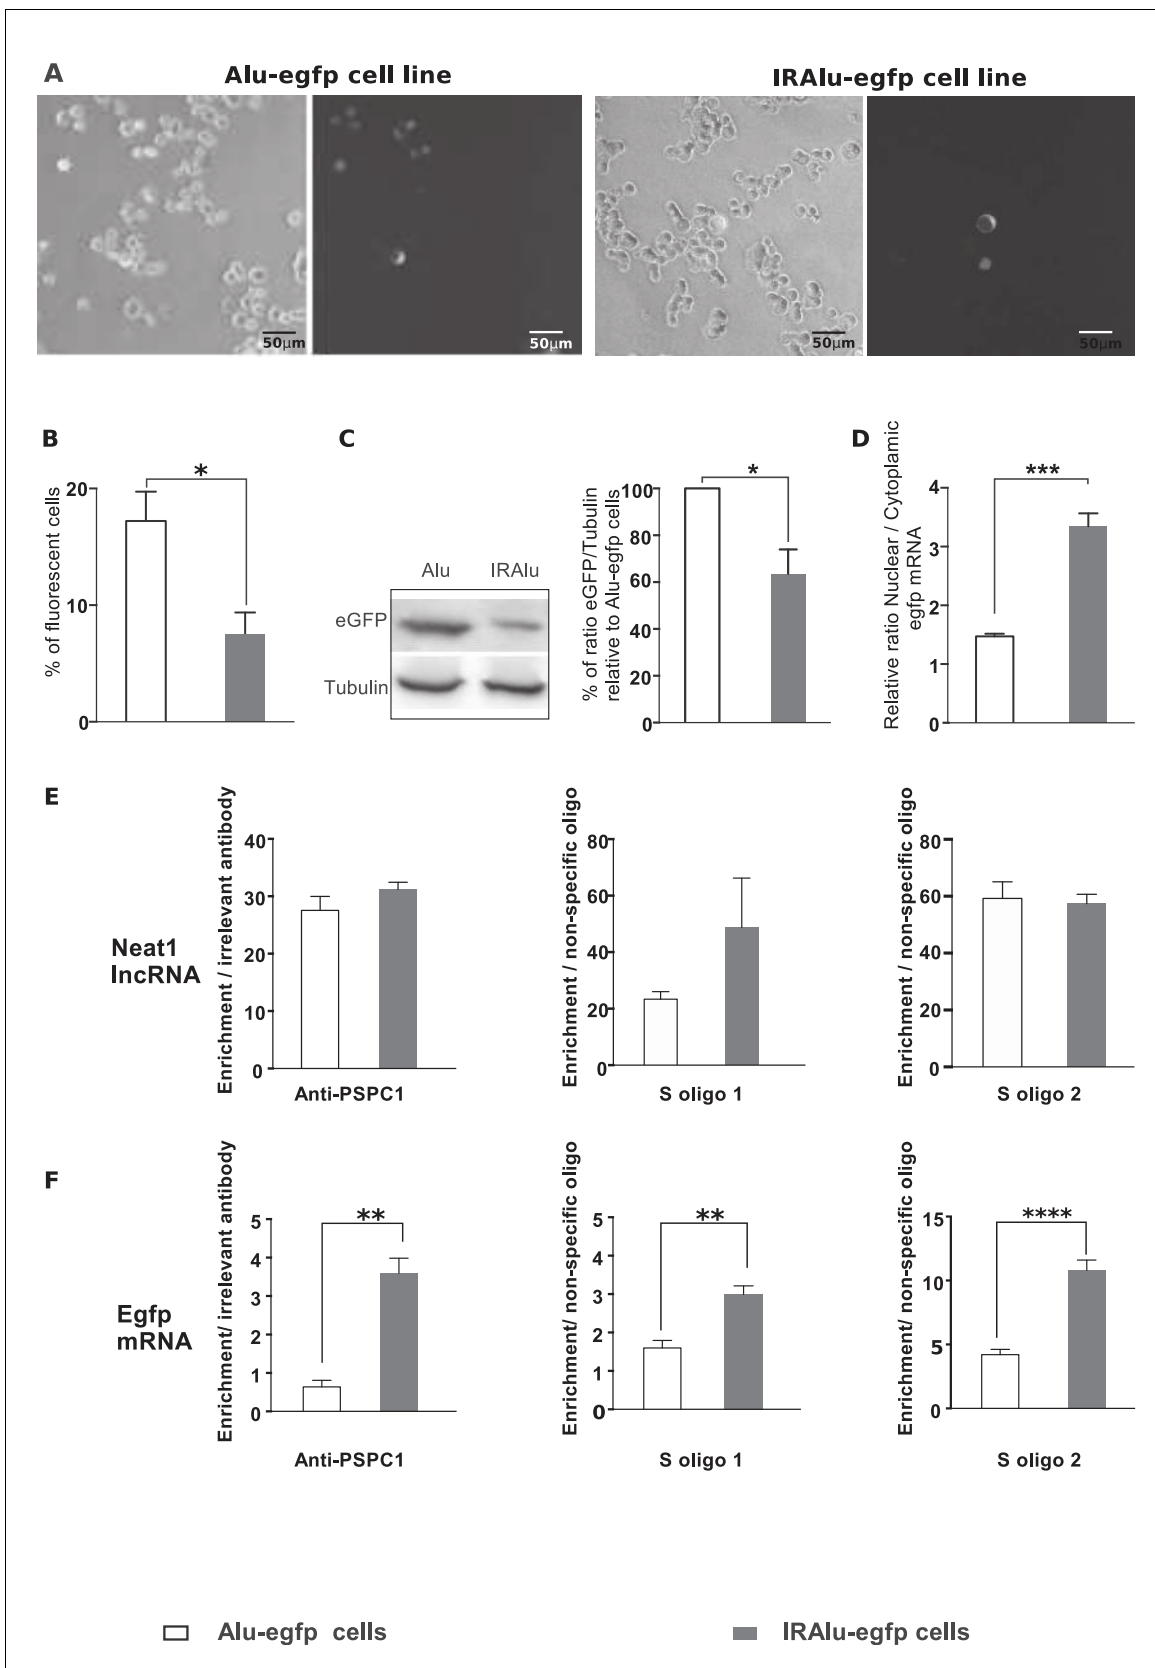 A
Alu-egfp cell line
IRAlu-egfp cell line
50µm
50µm
50µm
50µm
B
% of fluorescent cells
20
10
0
*
C
Alu
IRAlu
eGFP
Tubulin
% of ratio eGFP/Tubulin
relative to Alu-egfp cells
100
80
60
40
20
0
*
D
Relative ratio Nuclear / Cytoplamic
egfp mRNA
4
3
2
1
0
***
E
Neat1
lncRNA
Enrichment / irrelevant antibody
40
30
20
10
0
Anti-PSPC1
Enrichment / non-specific oligo
80
60
40
20
0
S oligo 1
Enrichment / non-specific oligo
80
60
40
20
0
S oligo 2
F
Egfp
mRNA
Enrichment/ irrelevant antibody
5
4
3
2
1
0
**
Anti-PSPC1
Enrichment/ non-specific oligo
5
4
3
2
1
0
**
S oligo 1
Enrichment/ non-specific oligo
15
10
5
0
****
S oligo 2
Alu-egfp cells
IRAlu-egfp cells